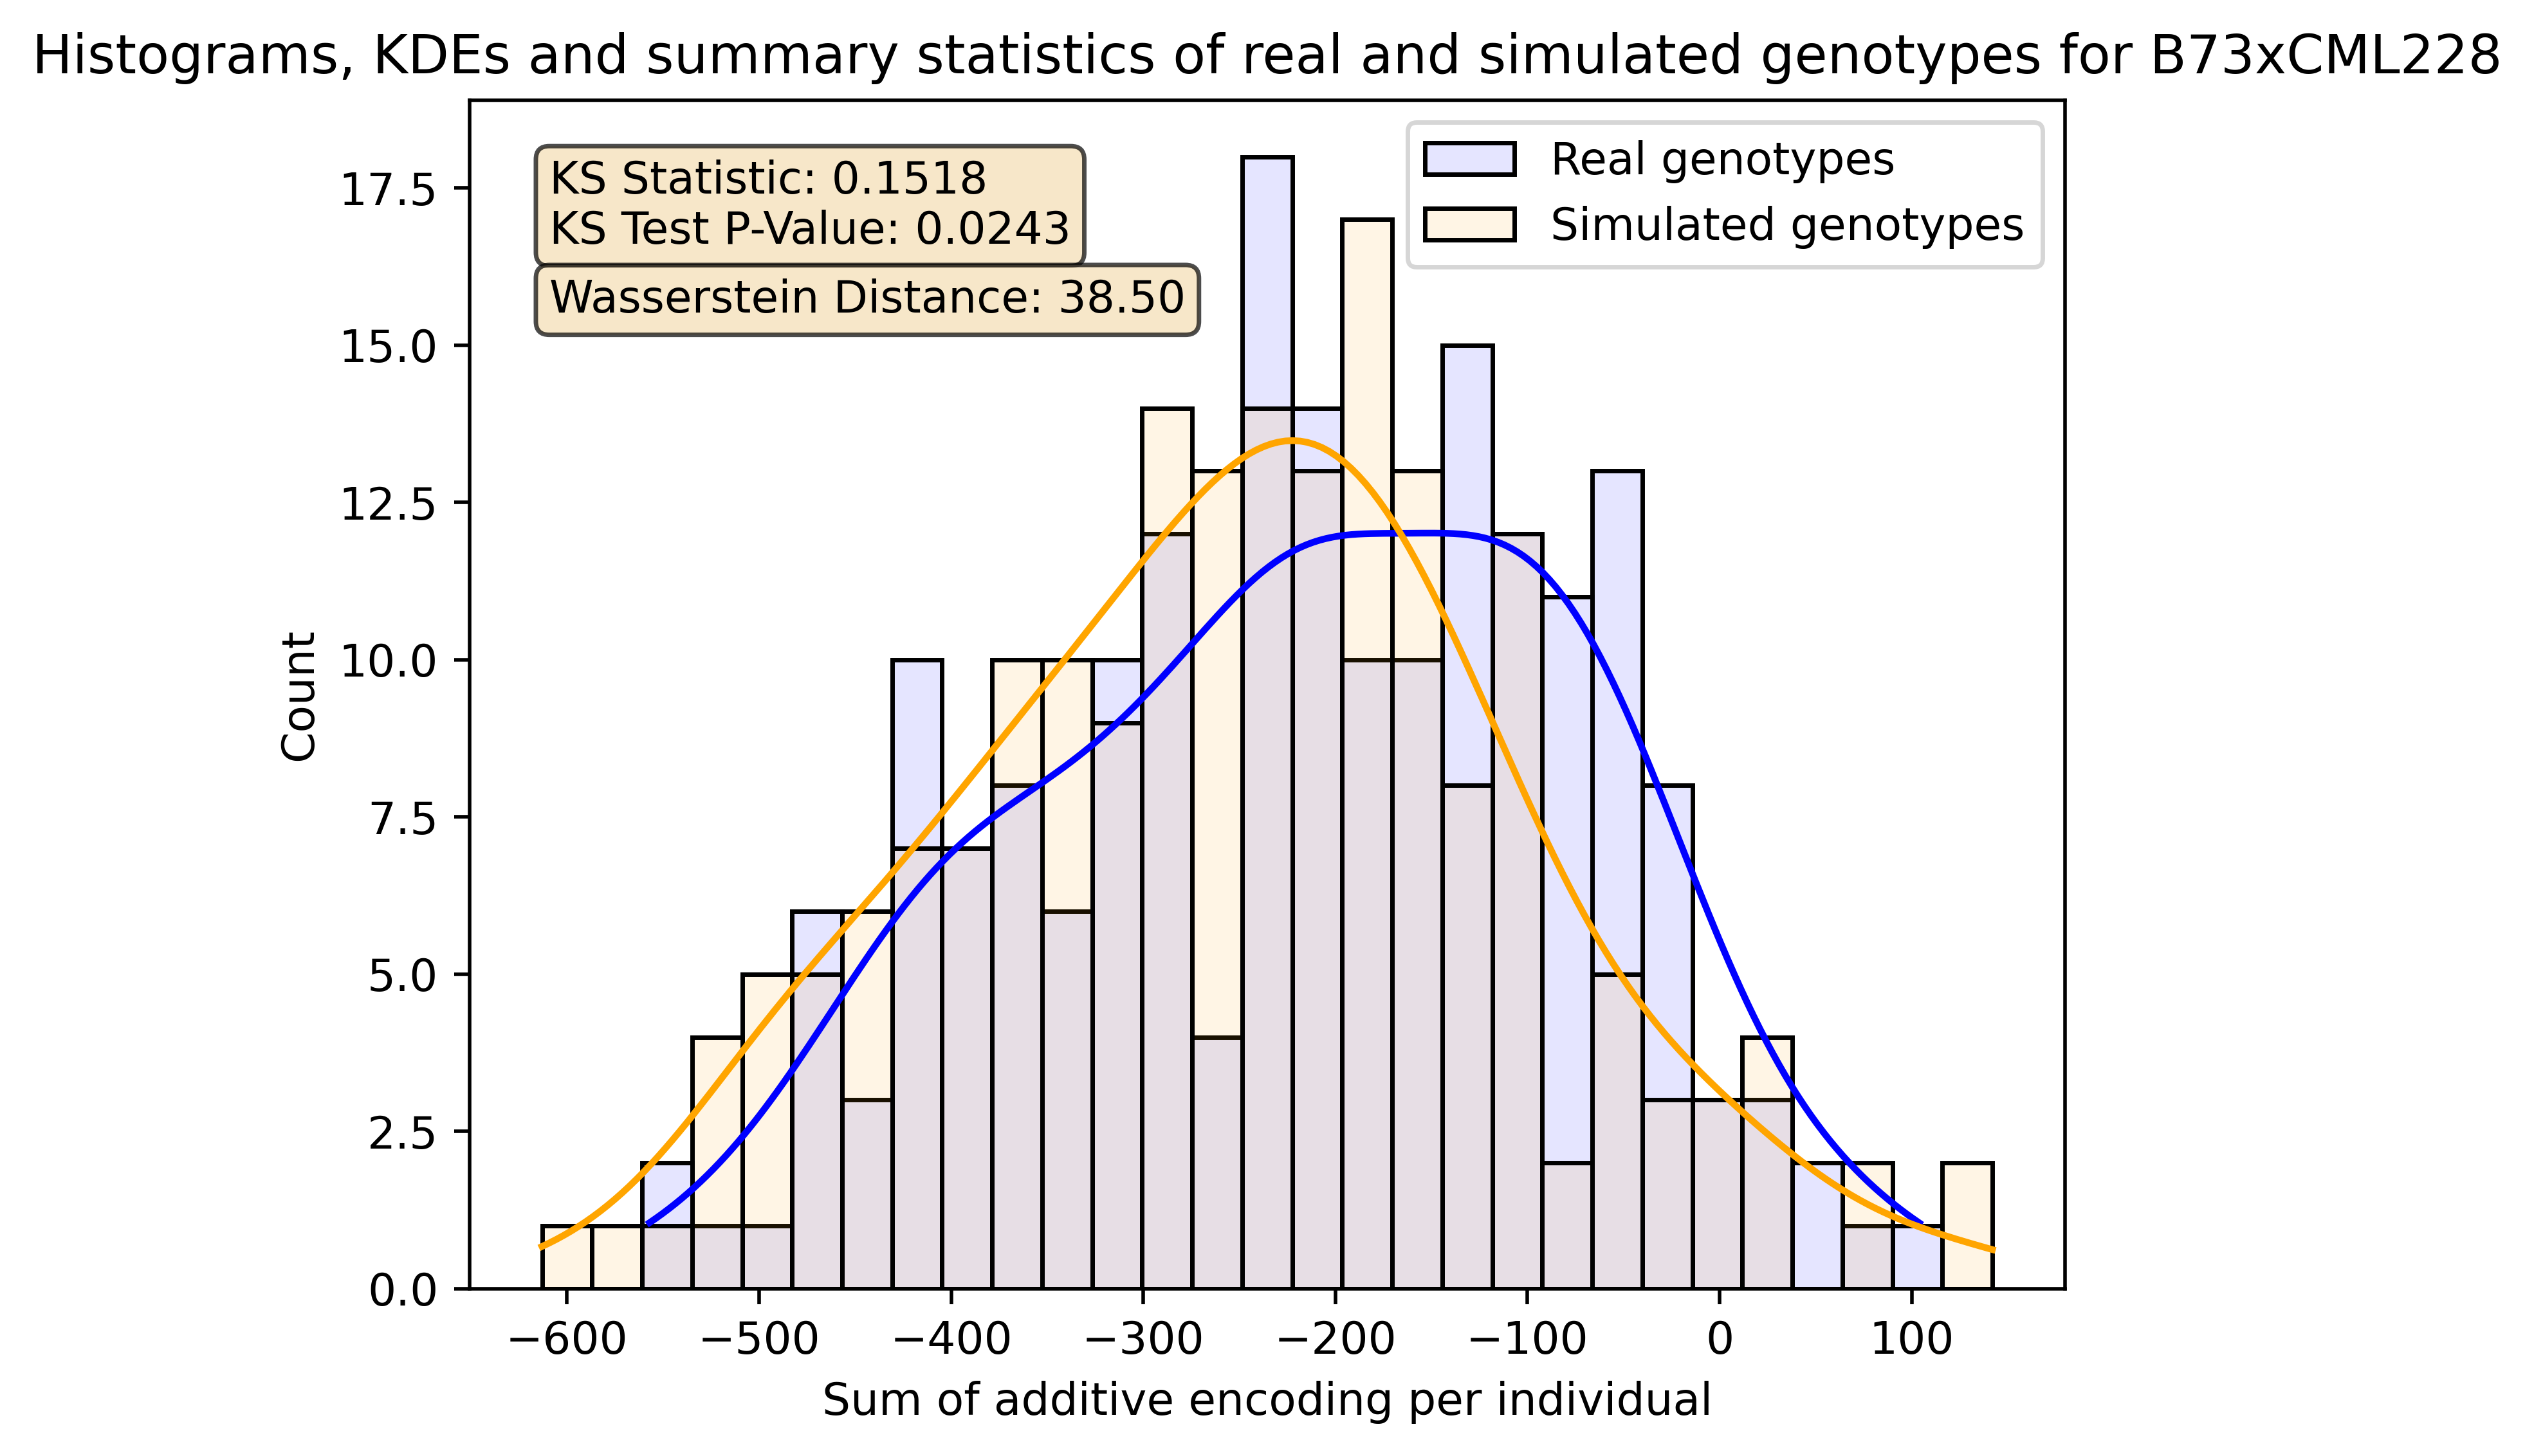 Histograms, KDEs and summary statistics of real and simulated genotypes for B73xCML228
KS Statistic: 0.1518
KS Test P-Value: 0.0243
Wasserstein Distance: 38.50
Real genotypes
Simulated genotypes
17.5
15.0
12.5
10.0
7.5
5.0
2.5
0.0
Count
−600
−500
−400
−300
−200
−100
0
100
Sum of additive encoding per individual